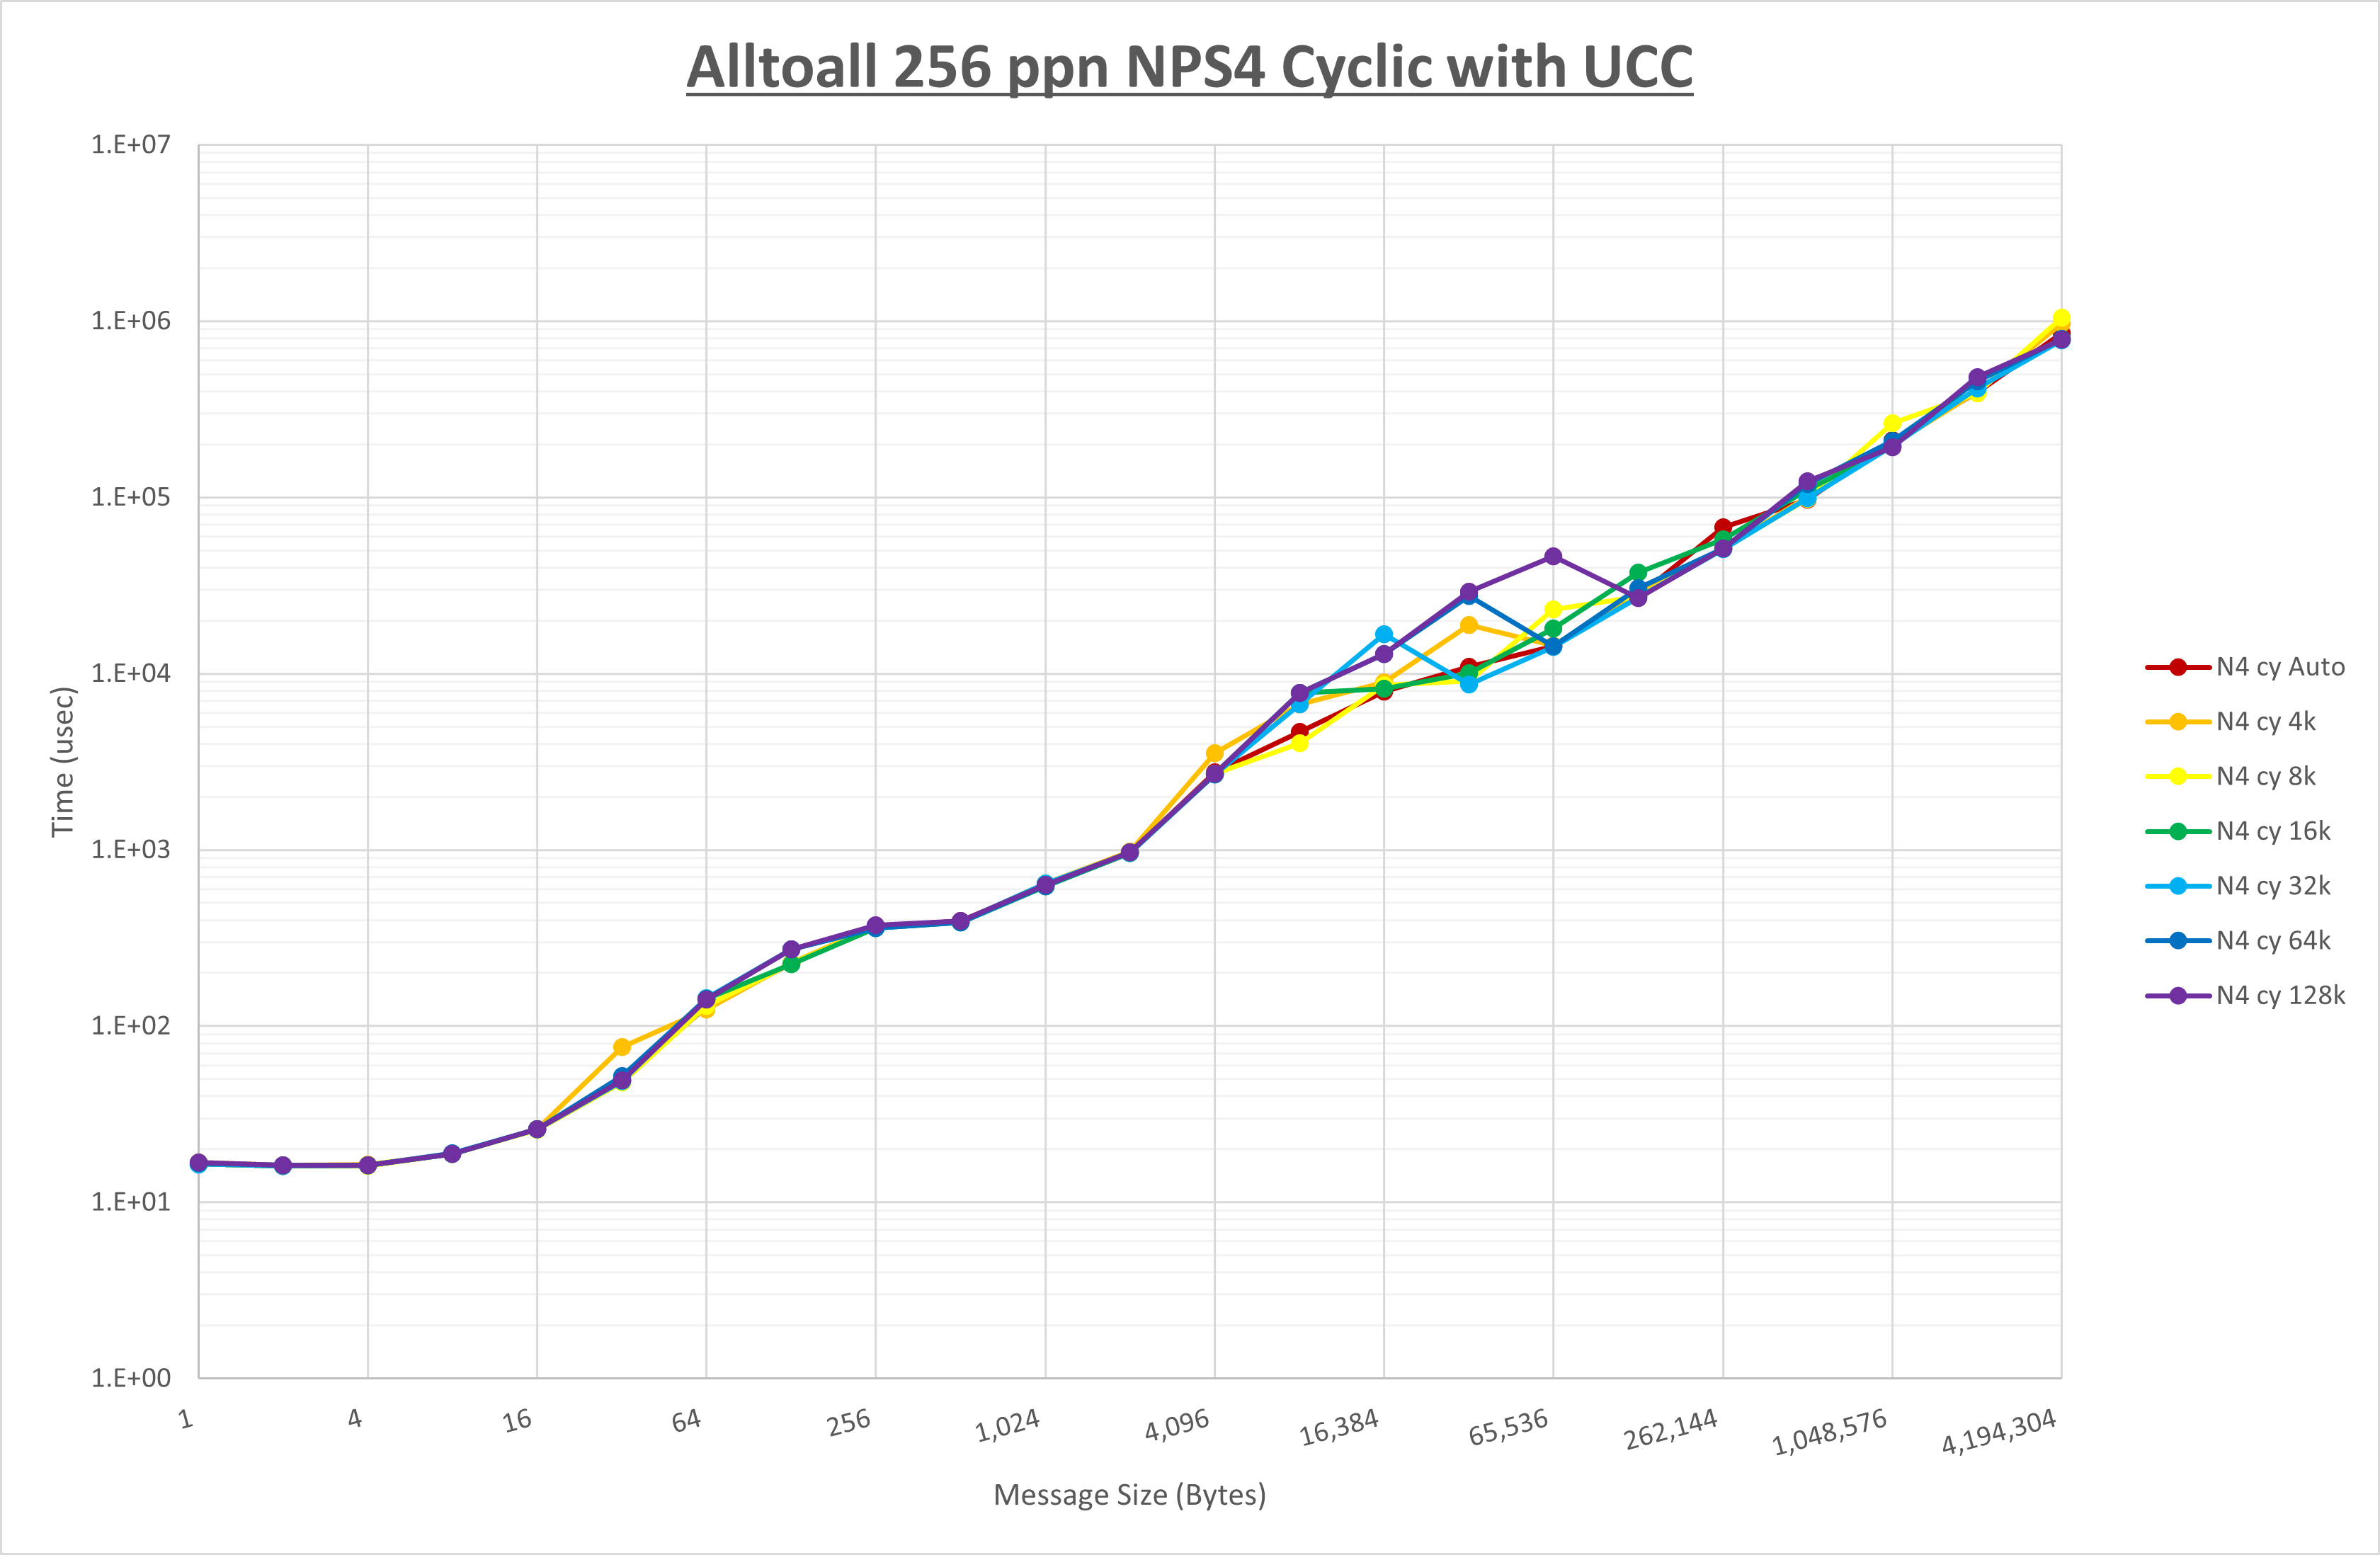 Alltoall 256 ppn NPS4 Cyclic with UCC
1.E+07
1.E+06
1.E+05
1.E+04
1.E+03
1.E+02
1.E+01
1.E+00
Time (usec)
1
4
16
64
256
1,024
4,096
16,384
65,536
262,144
1,048,576
4,194,304
Message Size (Bytes)
N4 cy Auto
N4 cy 4k
N4 cy 8k
N4 cy 16k
N4 cy 32k
N4 cy 64k
N4 cy 128k